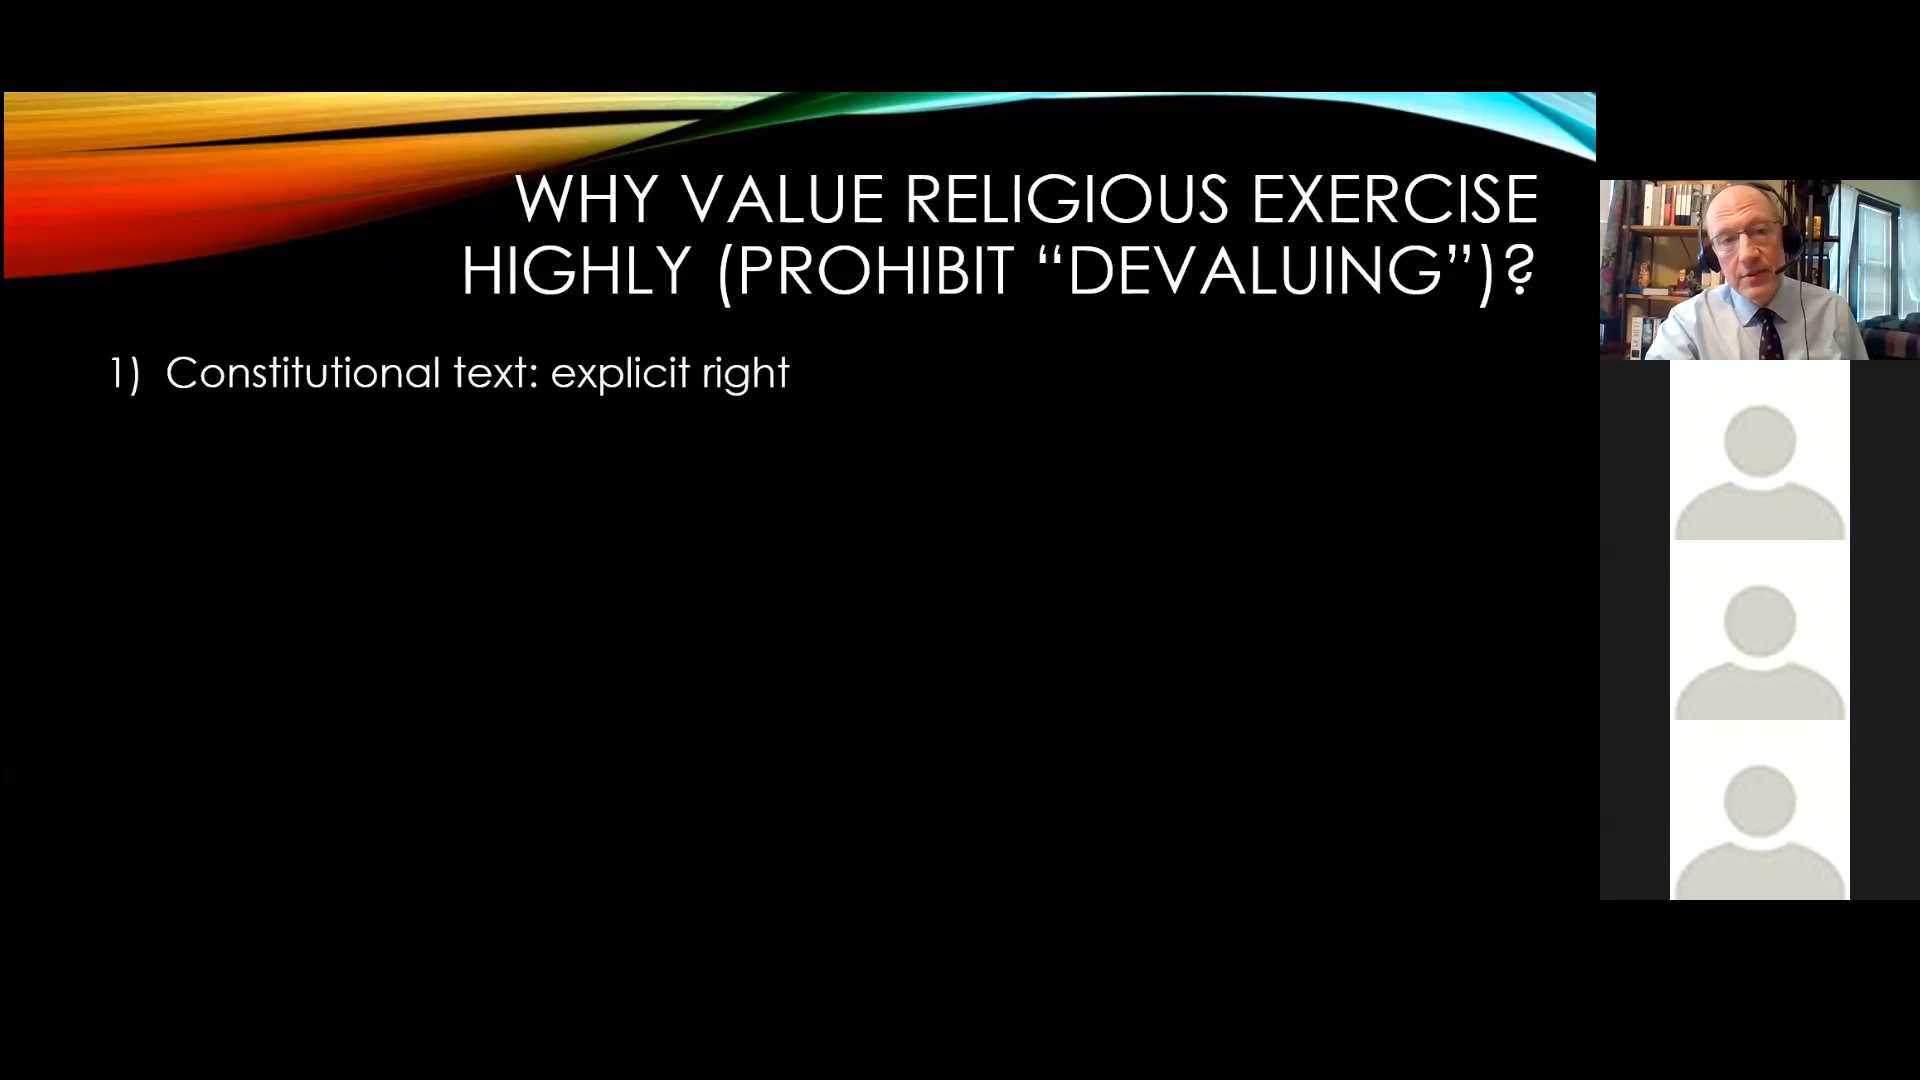 WHY VALUE RELIGIOUS EXERCISE
HIGHLY (PROHIBIT “DEVALUING”)?
1) Constitutional text: explicit right